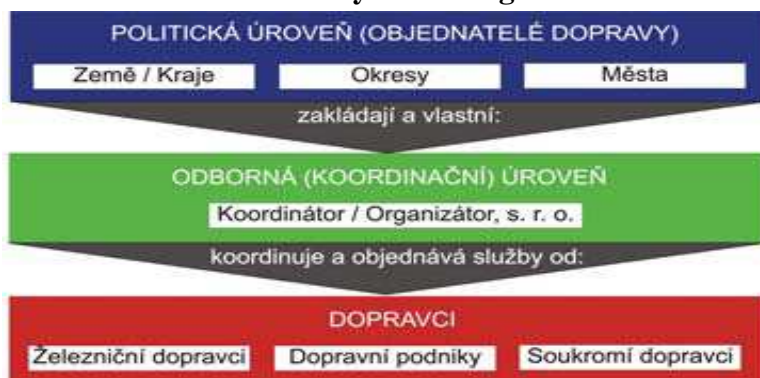 POLITICKÁ ÚROVEŇ (OBJEDNATELÉ DOPRAVY)
Země / Kraje Okresy Města
zakládají a vlastní:
ODBORNÁ (KOORDINAČNÍ) ÚROVEŇ
Koordinátor / Organizátor, s. r. o.
koordinuje a objednává služby od:
DOPRAVCI
Železniční dopravci Dopravní podniky Soukromí dopravci